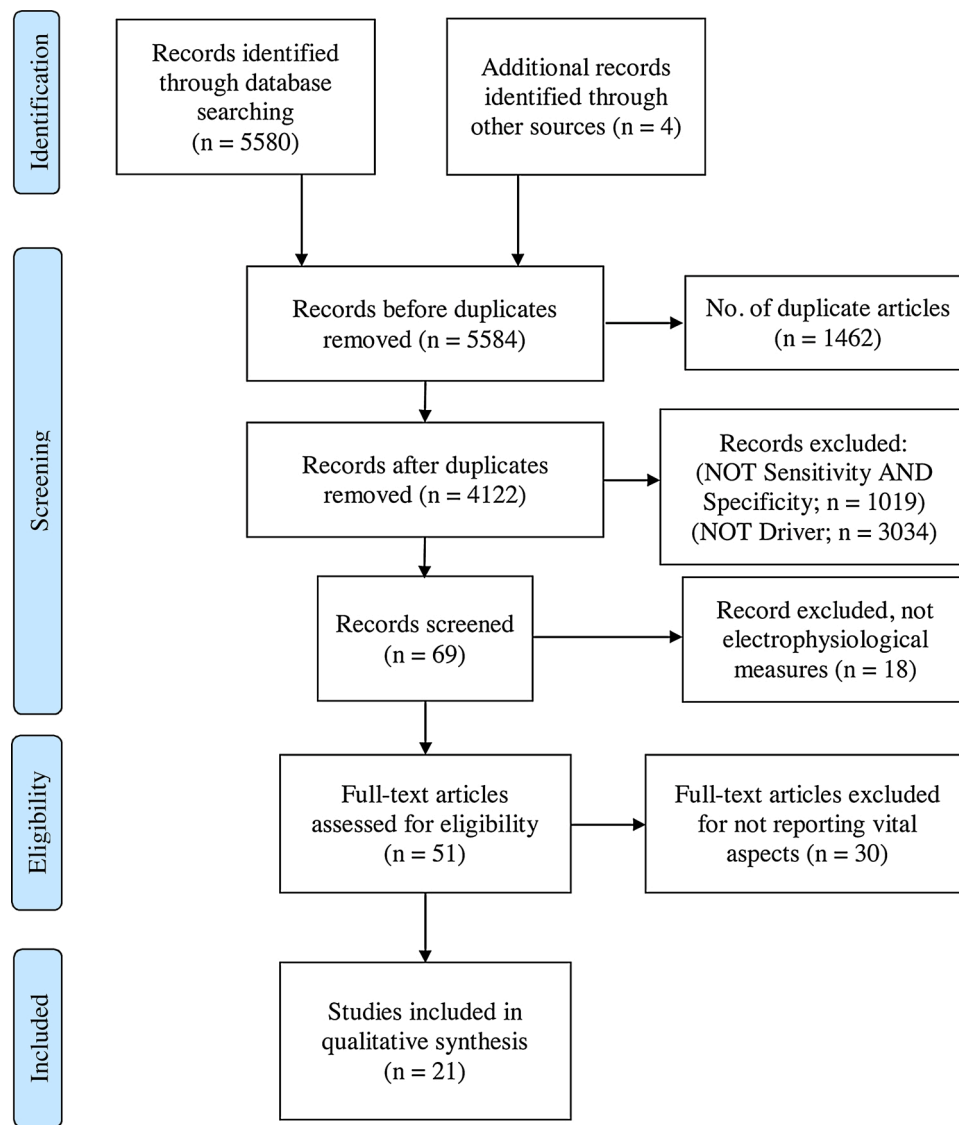 Identification
Records identified
through database
searching
(n = 5580)
Additional records
identified through
other sources (n = 4)
Screening
Records before duplicates
removed (n = 5584)
No. of duplicate articles
(n = 1462)
Records after duplicates
removed (n = 4122)
Records excluded:
(NOT Sensitivity AND
Specificity; n = 1019)
(NOT Driver; n = 3034)
Records screened
(n = 69)
Record excluded, not
electrophysiological
measures (n = 18)
Eligibility
Full-text articles
assessed for eligibility
(n = 51)
Full-text articles excluded
for not reporting vital
aspects (n = 30)
Included
Studies included in
qualitative synthesis
(n = 21)